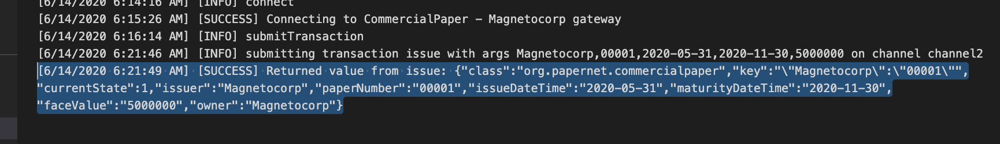 [6/14/2020 6:14:16 AM] [INFO] connect
[6/14/2020 6:15:26 AM] [SUCCESS] Connecting to CommercialPaper - Magnetocorp gateway
[6/14/2020 6:16:14 AM] [INFO] submitTransaction
[6/14/2020 6:21:46 AM] [INFO] submitting transaction issue with args Magnetocorp,00001,2020-05-31,2020-11-30,5000000 on channel channel2
[6/14/2020 6:21:49 AM] [SUCCESS] Returned value from issue: {"class":"org.papernet.commercialpaper","key":"\"Magnetocorp\":\"00001\"",
"currentState":1,"issuer":"Magnetocorp","paperNumber":"00001","issueDateTime":"2020-05-31","maturityDateTime":"2020-11-30",
"faceValue":"5000000","owner":"Magnetocorp"}